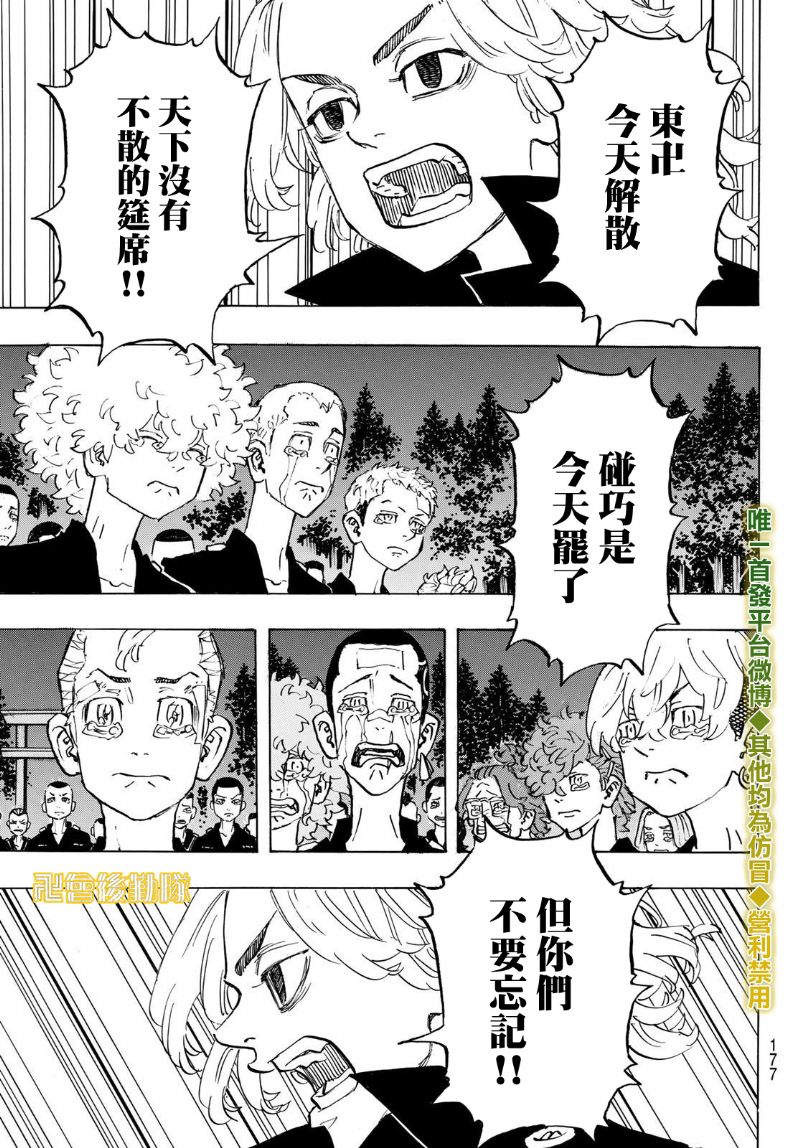 東卍
今天解散
天下沒有
不散的筵席!!
碰巧是
今天罷了
但你們
不要忘記!!
唯一首發平台微博◆其他均為仿冒◆營利禁用
卍會後勤隊
177